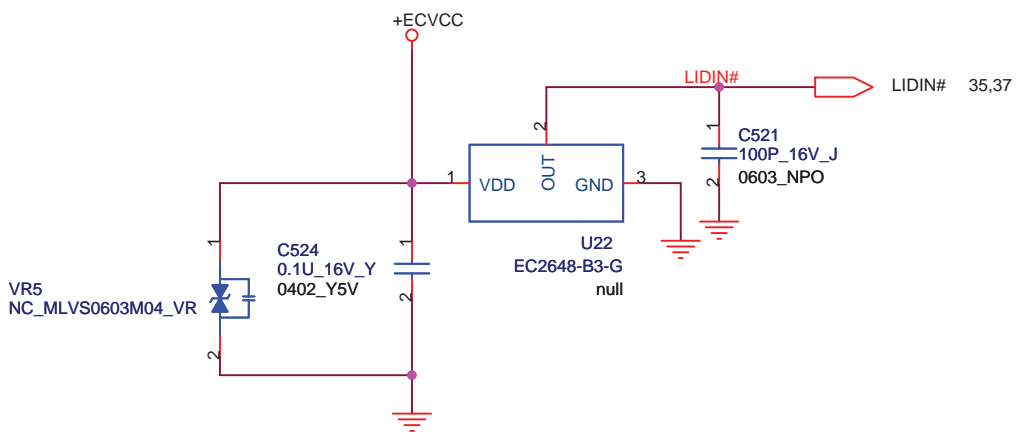 +ECVCC
LIDIN#
LIDIN# 35,37
2
1
C521
100P_16V_J
0603_NPO
2
1
VDD
OUT
GND
3
U22
EC2648-B3-G
null
1
C524
0.1U_16V_Y
0402_Y5V
1
2
VR5
NC_MLVS0603M04_VR
2